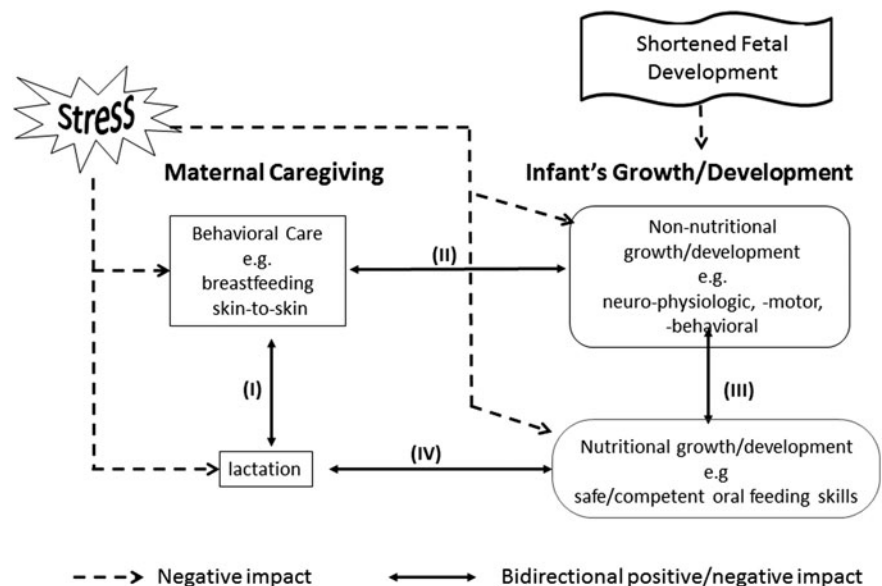 Shortened Fetal
Development
Stress
Maternal Caregiving
Infant's Growth/Development
Behavioral Care
e.g.
breastfeeding
skin-to-skin
(II)
Non-nutritional
growth/development
e.g.
neuro-physiologic, -motor,
-behavioral
(I)
(III)
lactation
(IV)
Nutritional growth/development
e.g
safe/competent oral feeding skills
Negative impact
Bidirectional positive/negative impact